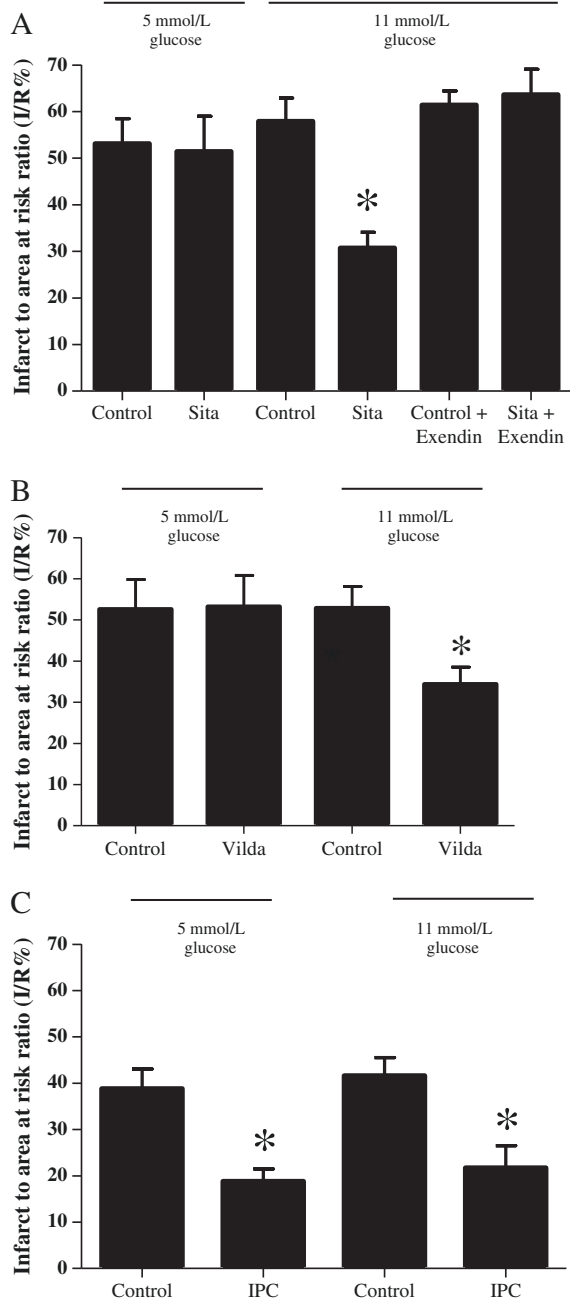 A
5 mmol/L
glucose
11 mmol/L
glucose
Infarct to area at risk ratio (I/R%)
70
60
50
40
30
20
10
0
*
Control
Sita
Control
Sita
Control +
Exendin
Sita +
Exendin
B
5 mmol/L
glucose
11 mmol/L
glucose
Infarct to area at risk ratio (I/R%)
70
60
50
40
30
20
10
0
*
Control
Vilda
Control
Vilda
C
5 mmol/L
glucose
11 mmol/L
glucose
Infarct to area at risk ratio (I/R%)
70
60
50
40
30
20
10
0
*
*
Control
IPC
Control
IPC